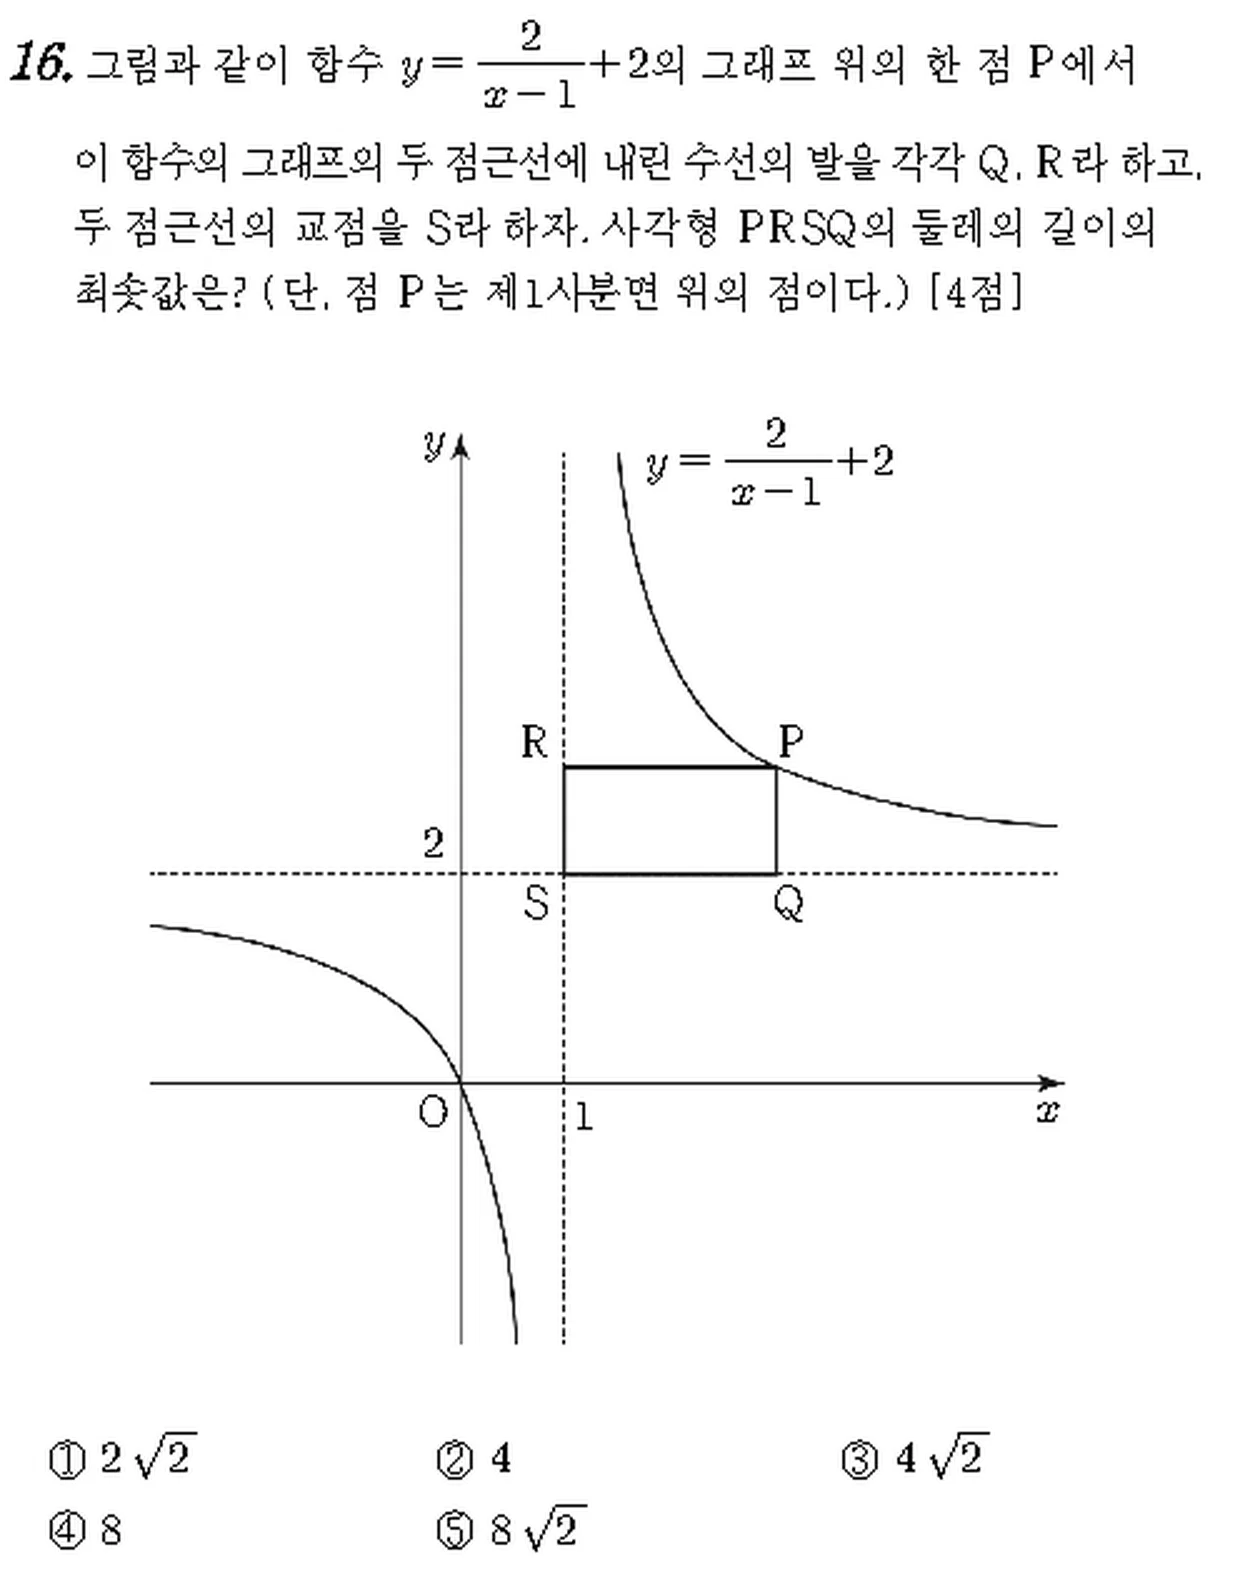 16. 그림과 같이 함수 y = 2/(x-1) + 2의 그래프 위의 한 점 P에서
이 함수의 그래프의 두 점근선에 내린 수선의 발을 각각 Q, R라 하고,
두 점근선의 교점을 S라 하자. 사각형 PRSQ의 둘레의 길이의
최솟값은? (단, 점 P는 제1사분면 위의 점이다.) [4점]
y
y = 2/(x-1) + 2
R
P
2
S
Q
O
1
x
① 2√2 ② 4 ③ 4√2
④ 8 ⑤ 8√2